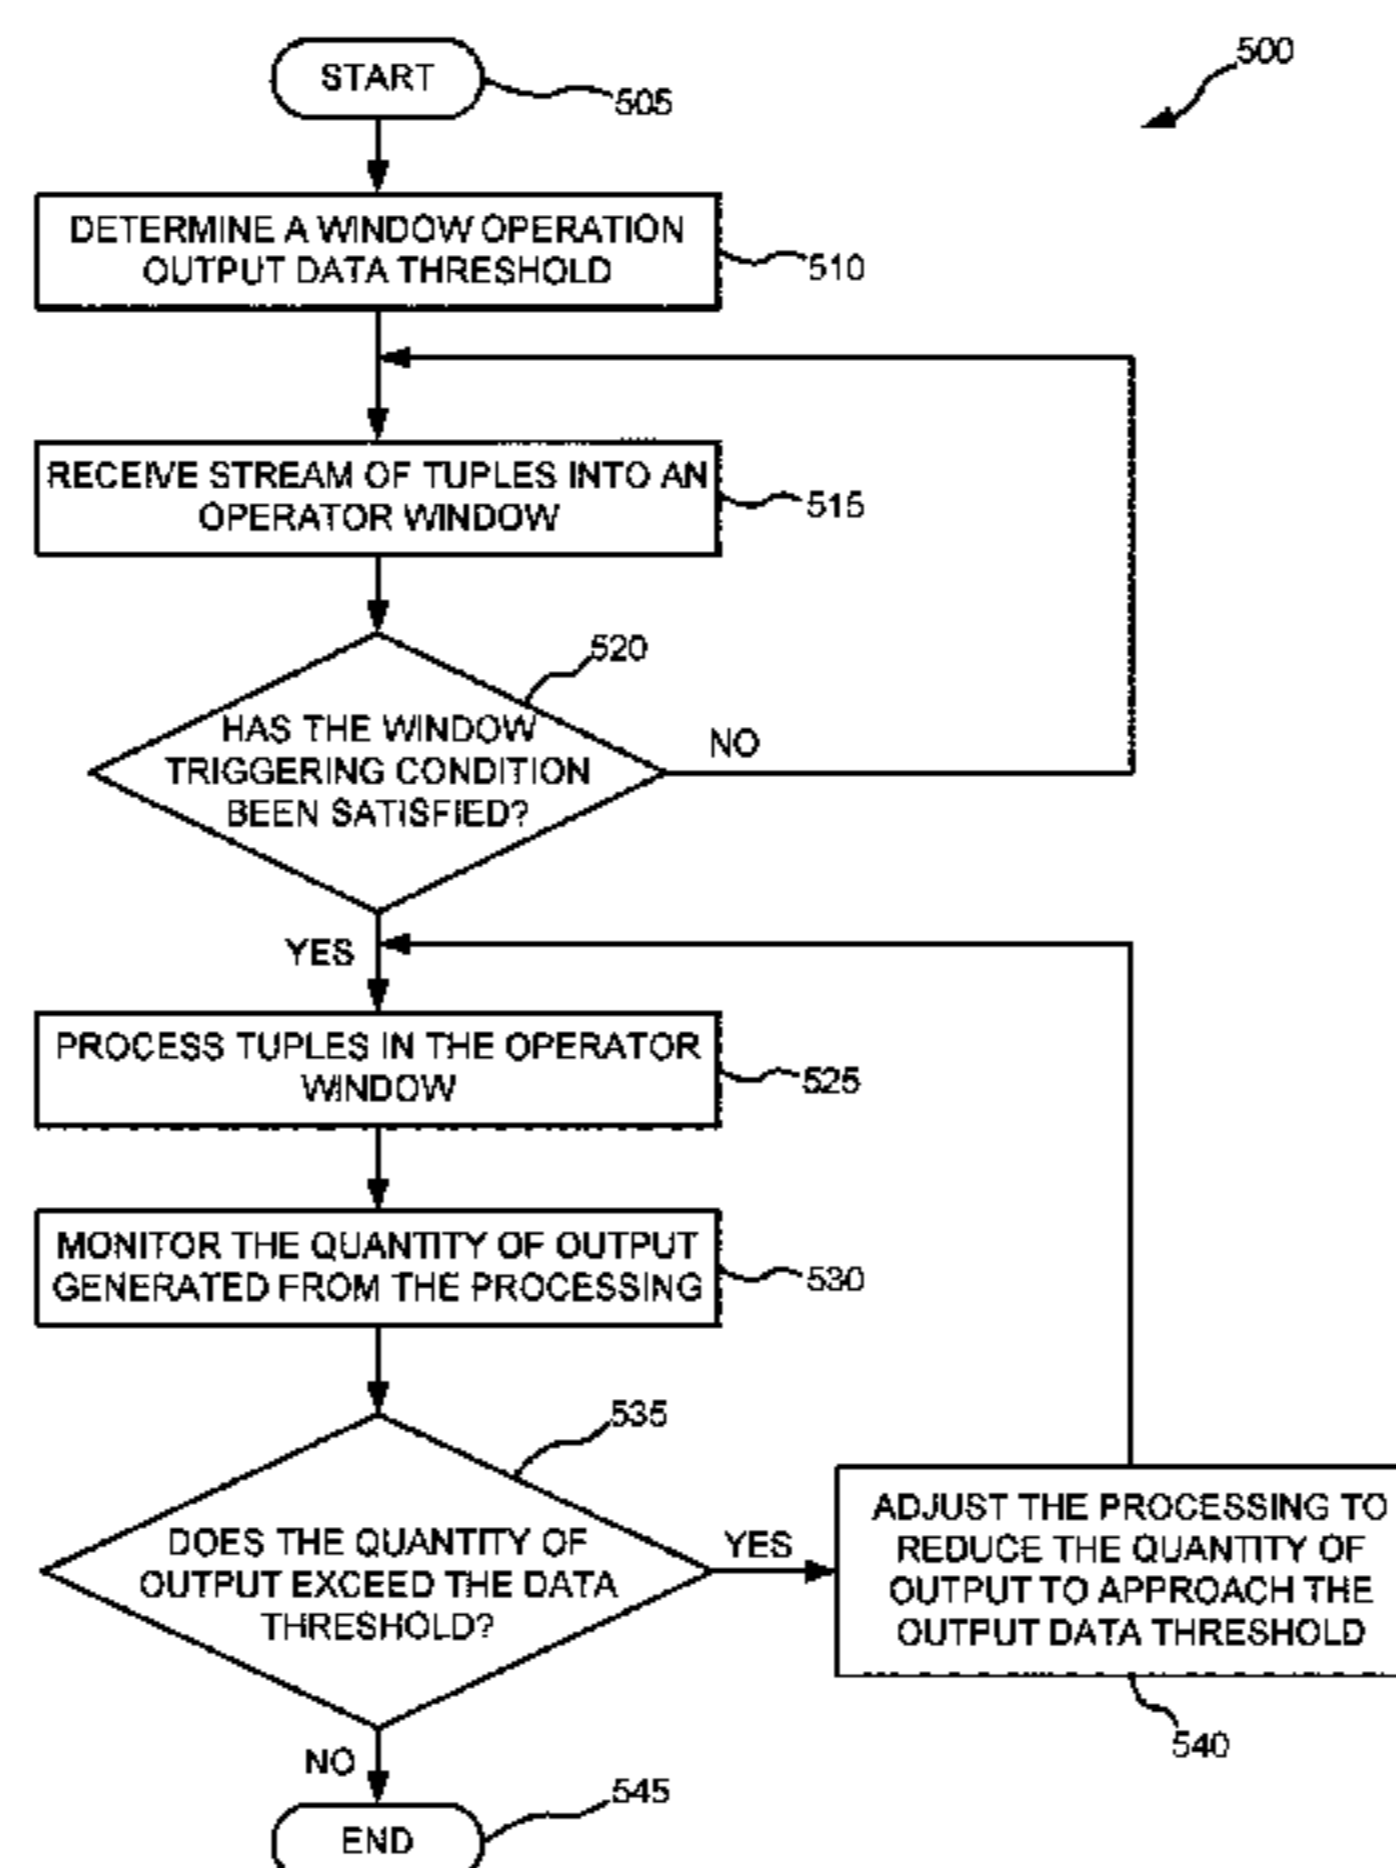 500
START
505
DETERMINE A WINDOW OPERATION
OUTPUT DATA THRESHOLD
510
RECEIVE STREAM OF TUPLES INTO AN
OPERATOR WINDOW
515
520
HAS THE WINDOW
TRIGGERING CONDITION
BEEN SATISFIED?
NO
YES
PROCESS TUPLES IN THE OPERATOR
WINDOW
525
MONITOR THE QUANTITY OF OUTPUT
GENERATED FROM THE PROCESSING
530
535
DOES THE QUANTITY OF
OUTPUT EXCEED THE DATA
THRESHOLD?
YES
ADJUST THE PROCESSING TO
REDUCE THE QUANTITY OF
OUTPUT TO APPROACH THE
OUTPUT DATA THRESHOLD
540
NO
545
END